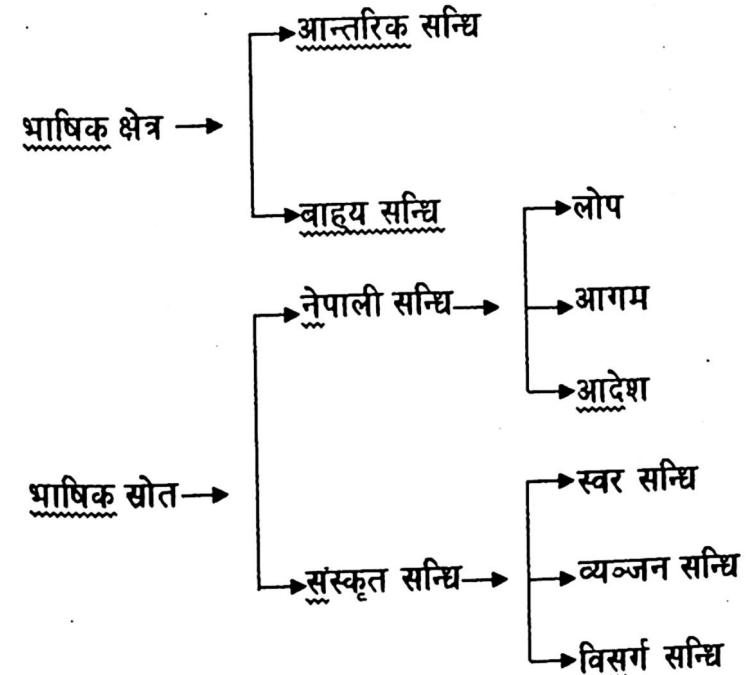 आन्तरिक सन्धि
भाषिक क्षेत्र
बाह्य सन्धि
लोप
नेपाली सन्धि
आगम
आदेश
भाषिक स्रोत
स्वर सन्धि
संस्कृत सन्धि
व्यञ्जन सन्धि
विसर्ग सन्धि